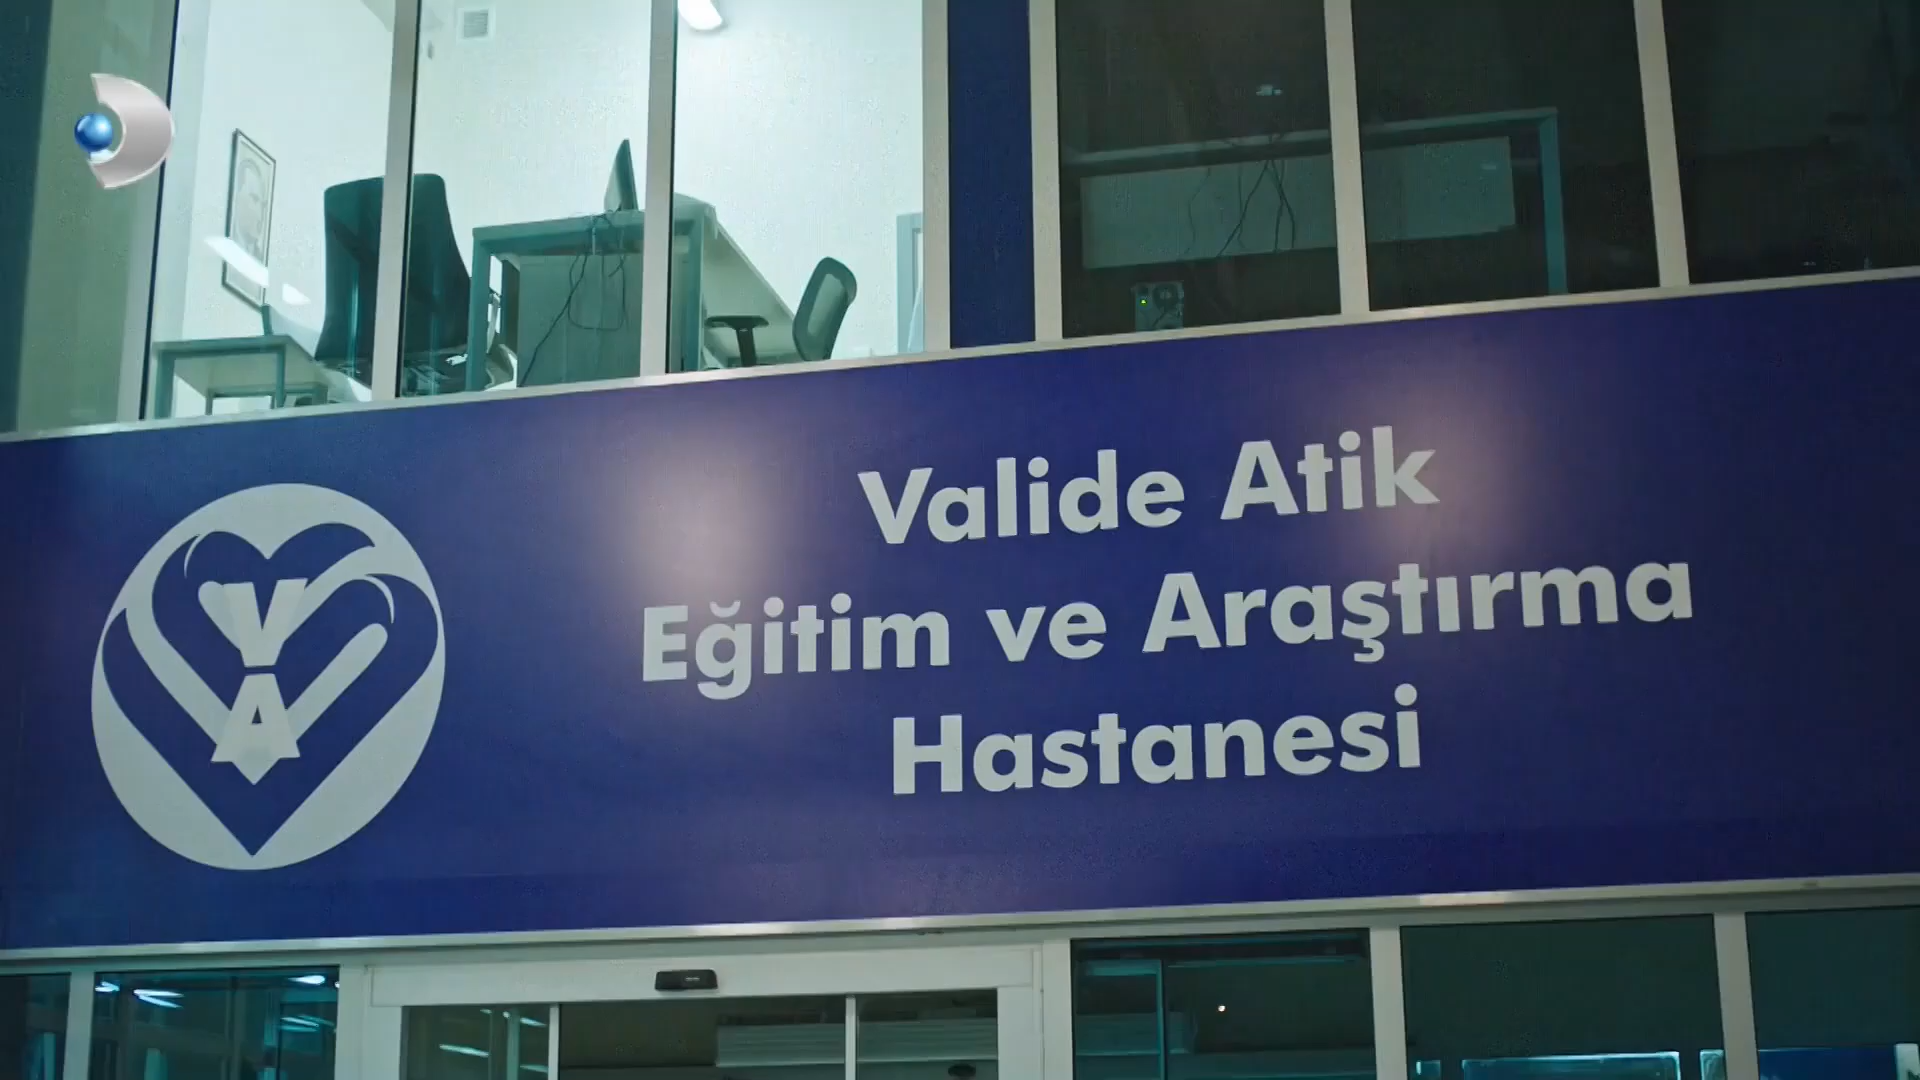 Valide Atik
Eğitim ve Araştırma
Hastanesi
V
A